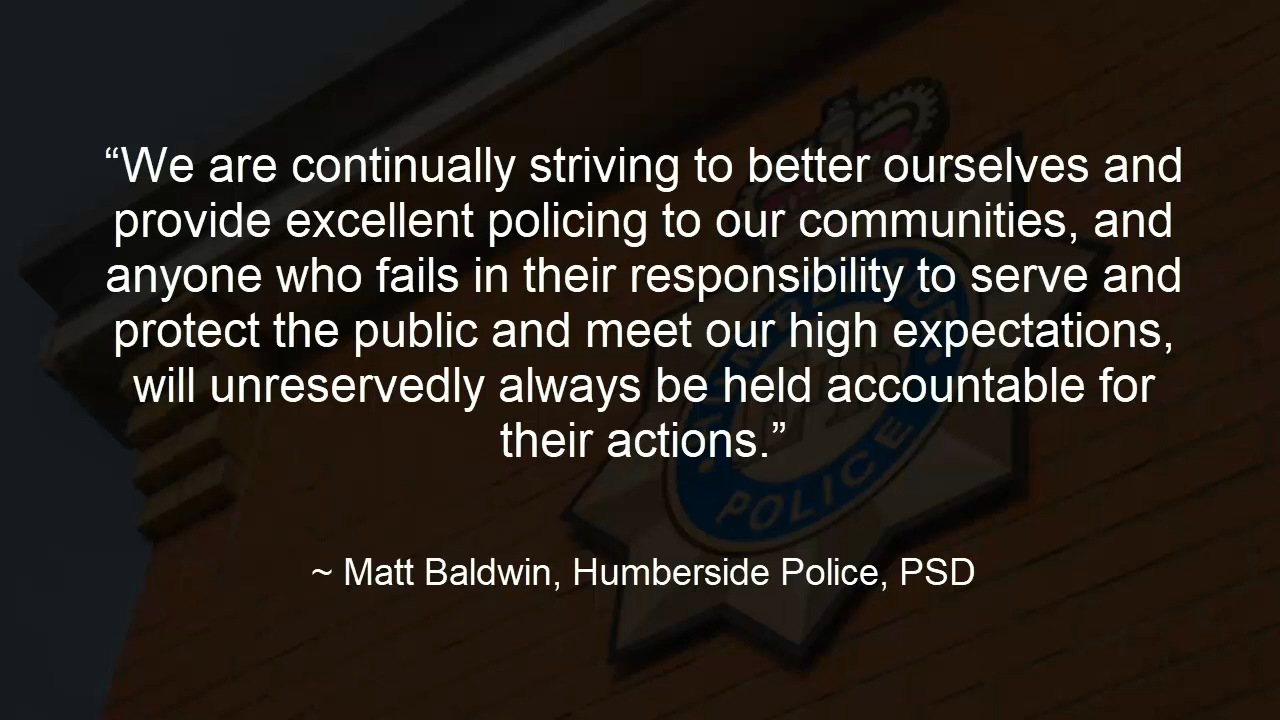 “We are continually striving to better ourselves and
provide excellent policing to our communities, and
anyone who fails in their responsibility to serve and
protect the public and meet our high expectations,
will unreservedly always be held accountable for
their actions.”
~ Matt Baldwin, Humberside Police, PSD
POLICE